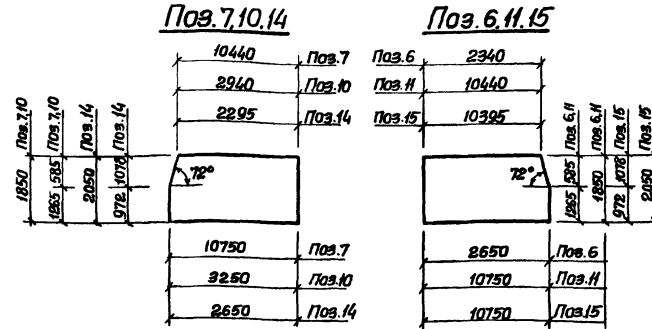 Поз. 7, 10, 14
10440 Поз. 7
2940 Поз. 10
2295 Поз. 14
1850 Поз. 7,10
1265 585 Поз. 7,10
2050 Поз. 14
972 1078 Поз. 14
72°
10750 Поз. 7
3250 Поз. 10
2650 Поз. 14
Поз. 6, 11, 15
Поз. 6 2340
Поз. 11 10440
Поз. 15 10395
72°
1265 585 Поз. 6,11
1850 Поз. 6,11
972 1078 Поз. 15
2050 Поз. 15
2650 Поз. 6
10750 Поз. 11
10750 Поз. 15